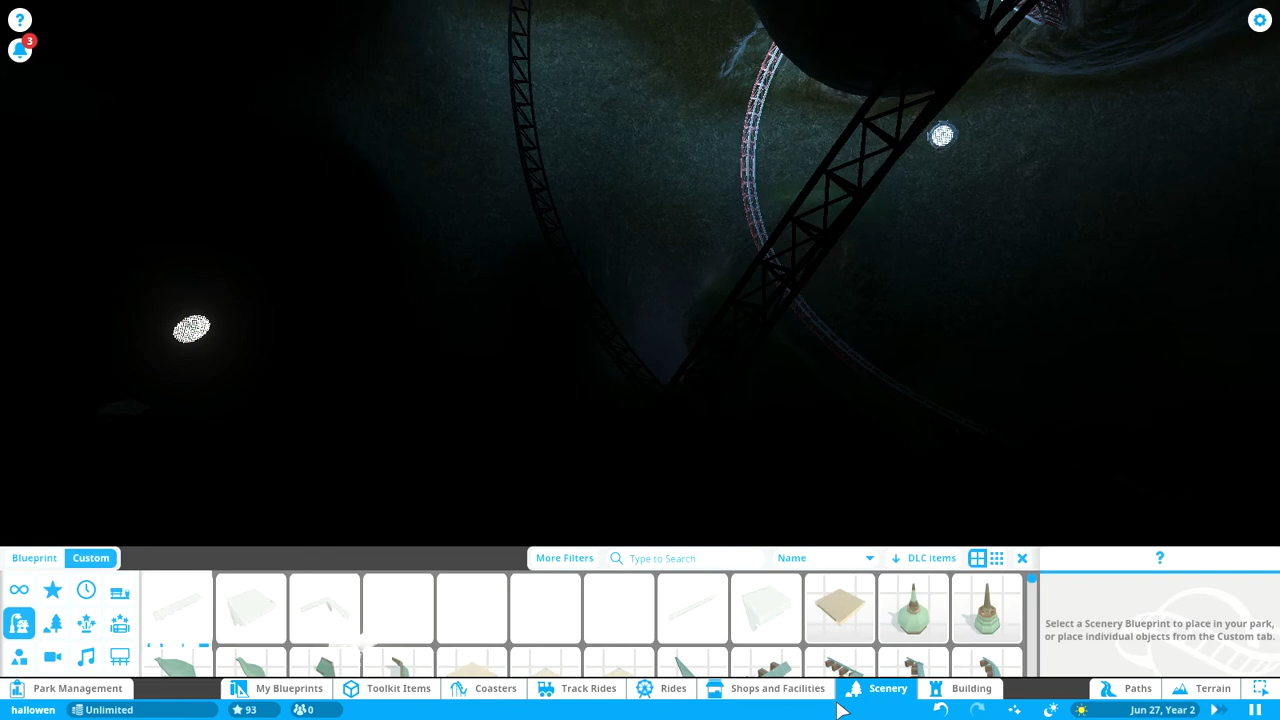 ?
3
Blueprint Custom
More Filters Type to Search Name DLC items
?
Select a Scenery Blueprint to place in your park,
or place individual objects from the Custom tab.
Park Management My Blueprints Toolkit Items Coasters Track Rides Rides Shops and Facilities Scenery Building Paths Terrain
hallowen Unlimited 93 0 Jun 27, Year 2